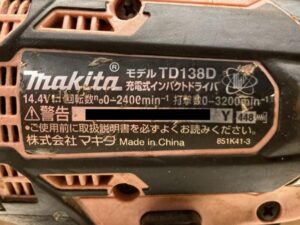 makita® モデル TD138D
充電式インパクトドライバ
14.4V 回転数n₀0-2400min⁻¹ 打撃数0-3200min⁻¹
⚠警告 Y 448
●ご使用前に取扱説明書を必ずよくお読みください。
株式会社 マキタ Made in China 851K41-3